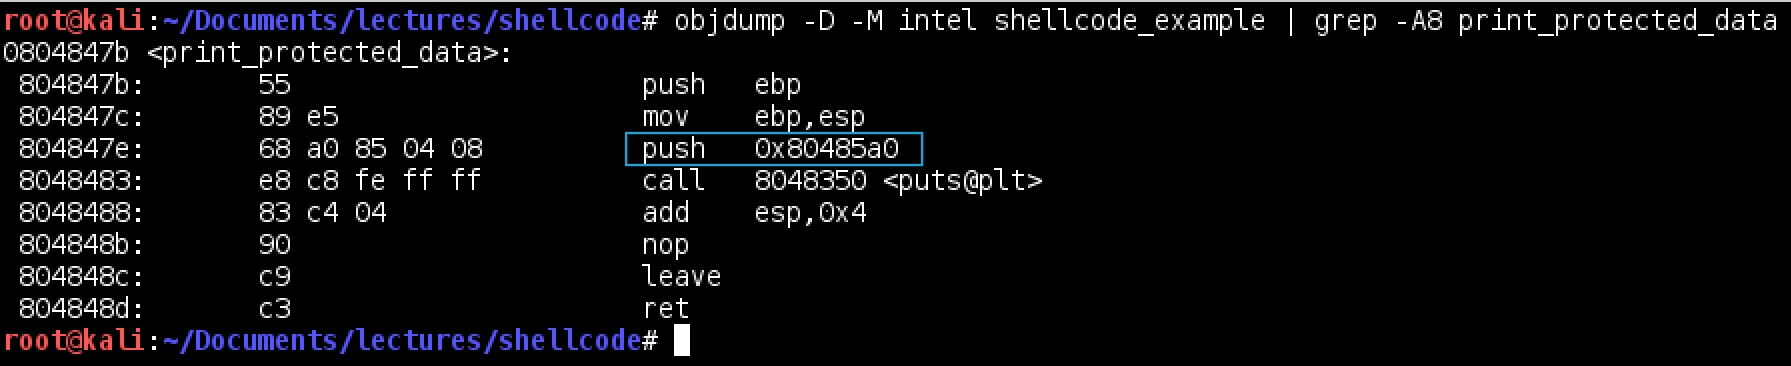 root@kali:~/Documents/lectures/shellcode# objdump -D -M intel shellcode_example | grep -A8 print_protected_data
0804847b <print_protected_data>:
 804847b:	55	push   ebp
 804847c:	89 e5	mov    ebp,esp
 804847e:	68 a0 85 04 08	push   0x80485a0
 8048483:	e8 c8 fe ff ff	call   8048350 <puts@plt>
 8048488:	83 c4 04	add    esp,0x4
 804848b:	90	nop
 804848c:	c9	leave
 804848d:	c3	ret
root@kali:~/Documents/lectures/shellcode#